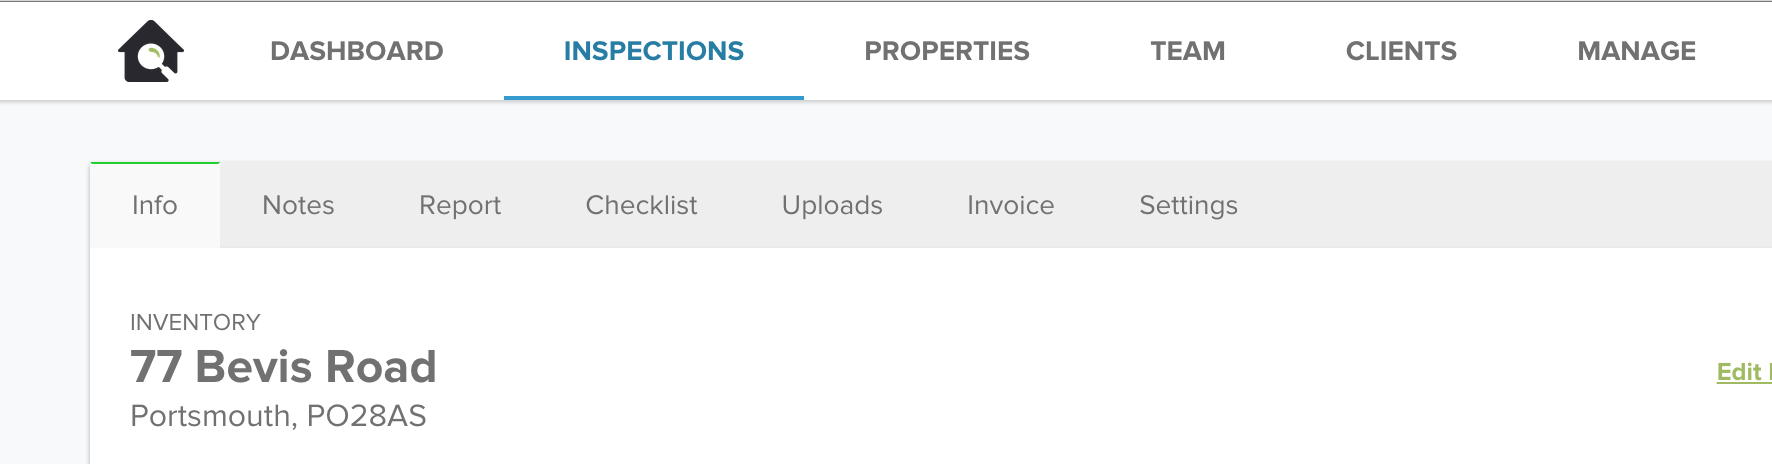 DASHBOARD INSPECTIONS PROPERTIES TEAM CLIENTS MANAGE
Info Notes Report Checklist Uploads Invoice Settings
INVENTORY
77 Bevis Road
Edit
Portsmouth, PO28AS